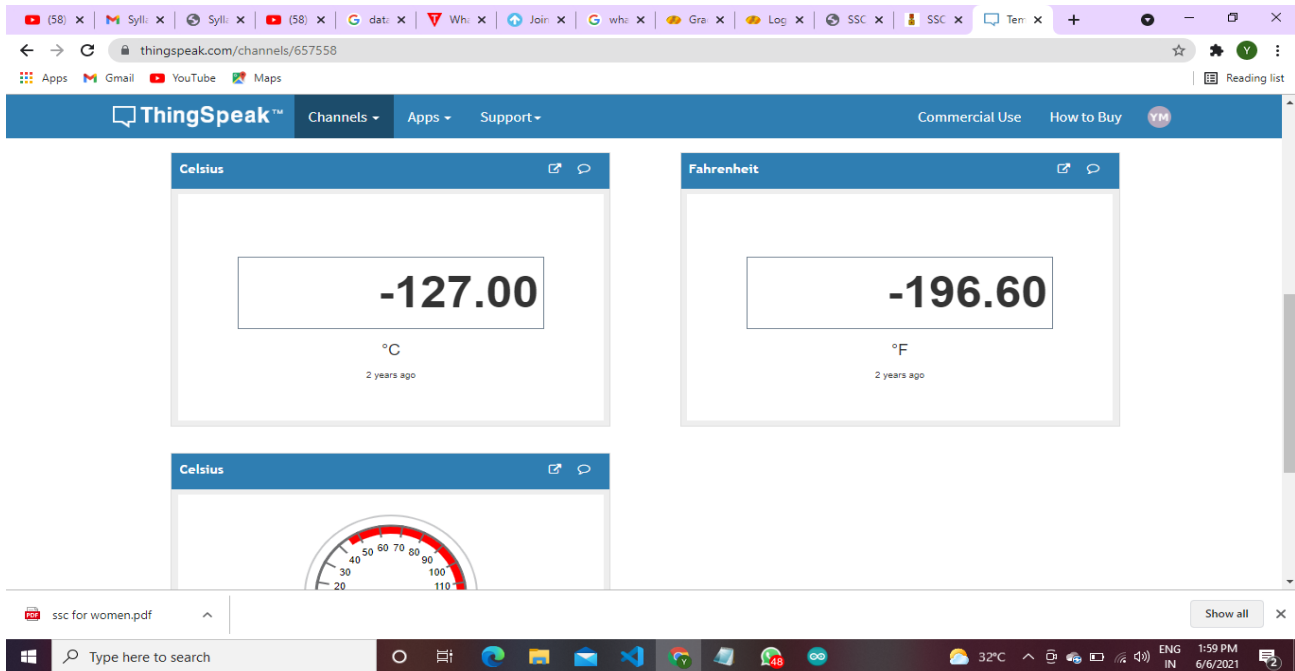 (58) Sylla Sylla (58) data Wha Join wha Gra Log SSC SSC Tem
thingspeak.com/channels/657558 Y
Apps Gmail YouTube Maps Reading list
ThingSpeak™ Channels Apps Support Commercial Use How to Buy YM
Celsius
Fahrenheit
-127.00
-196.60
°C
°F
2 years ago
2 years ago
Celsius
20 30 40 50 60 70 80 90 100 110
ssc for women.pdf Show all
Type here to search 48 32°C ENG 1:59 PM
IN 6/6/2021 2